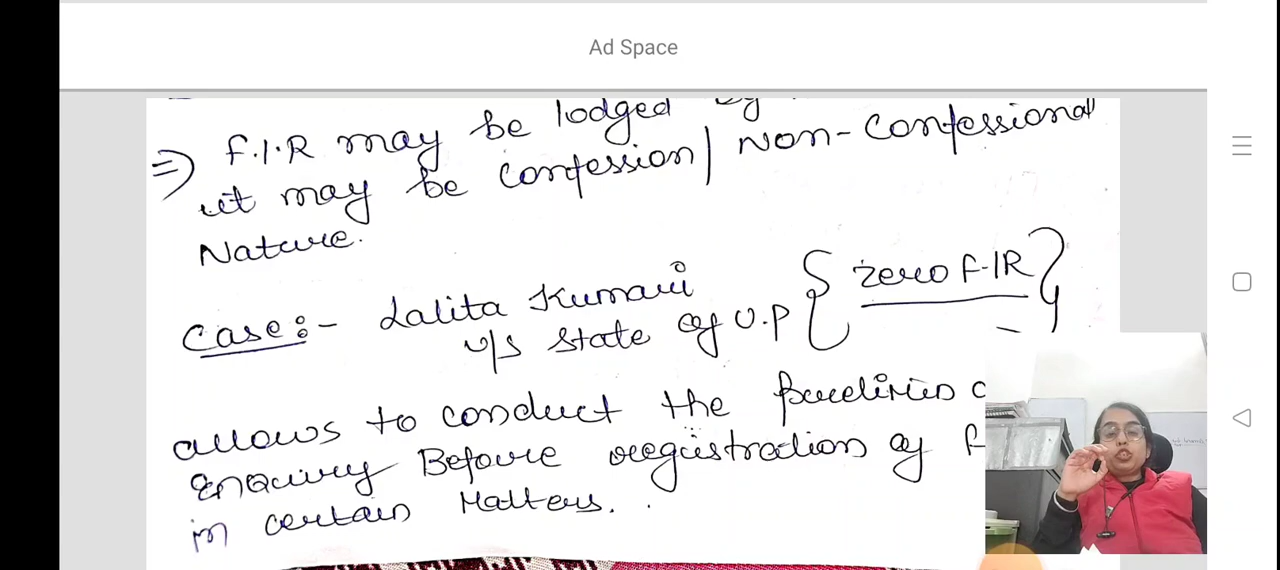 Ad Space
⇒ F.I.R may be lodged
it may be confession/ Non-Confessional
Nature.
Case:- Lalita Kumari {zero F.IR}
v/s State of U.P
allows to conduct the
enquiry Before registration of F
in certain Matters.